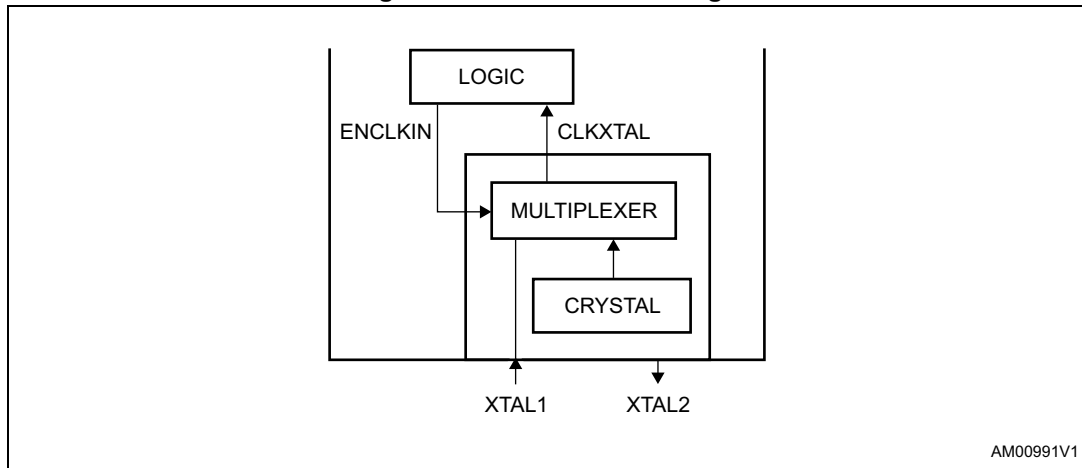 LOGIC
ENCLKIN CLKXTAL
MULTIPLEXER
CRYSTAL
XTAL1 XTAL2
AM00991V1